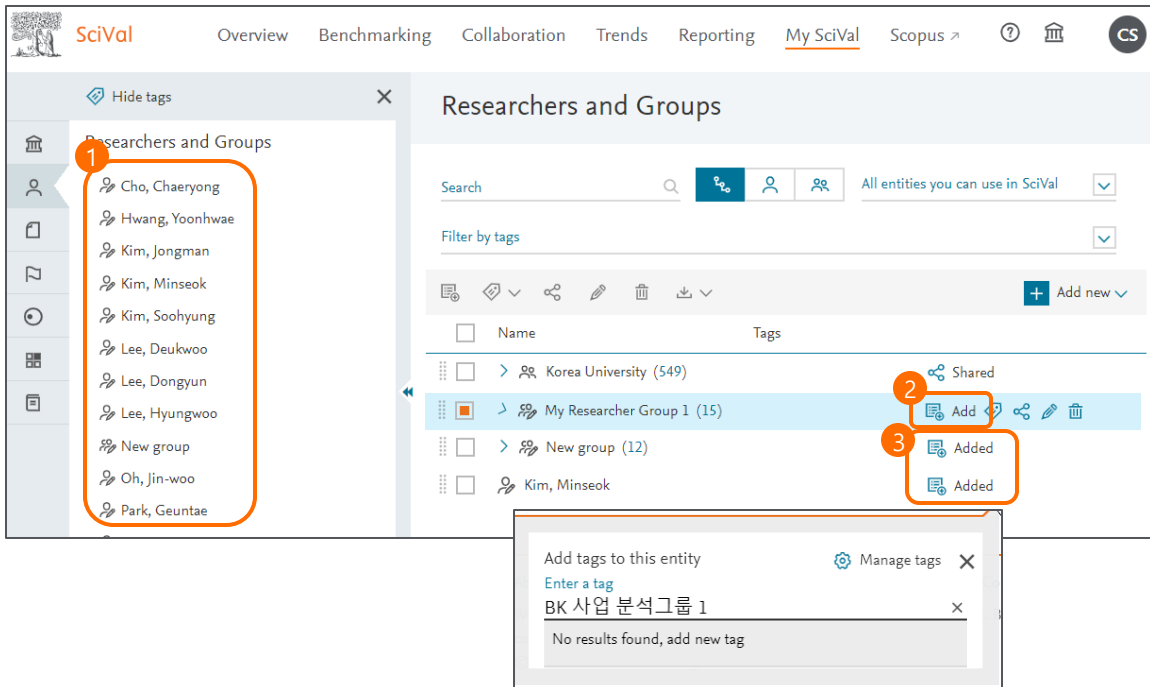 SciVal
Overview Benchmarking Collaboration Trends Reporting My SciVal Scopus ↗ ? CS
Hide tags
Researchers and Groups
1
Cho, Chaeryong
Hwang, Yoonhwae
Kim, Jongman
Kim, Minseok
Kim, Soohyung
Lee, Deukwoo
Lee, Dongyun
Lee, Hyungwoo
New group
Oh, Jin-woo
Park, Geuntae
Researchers and Groups
Search
All entities you can use in SciVal
Filter by tags
Add new
Name Tags
Korea University (549) Shared
2
My Researcher Group 1 (15) Add
3
New group (12) Added
Kim, Minseok Added
Add tags to this entity Manage tags
Enter a tag
BK 사업 분석그룹 1
No results found, add new tag